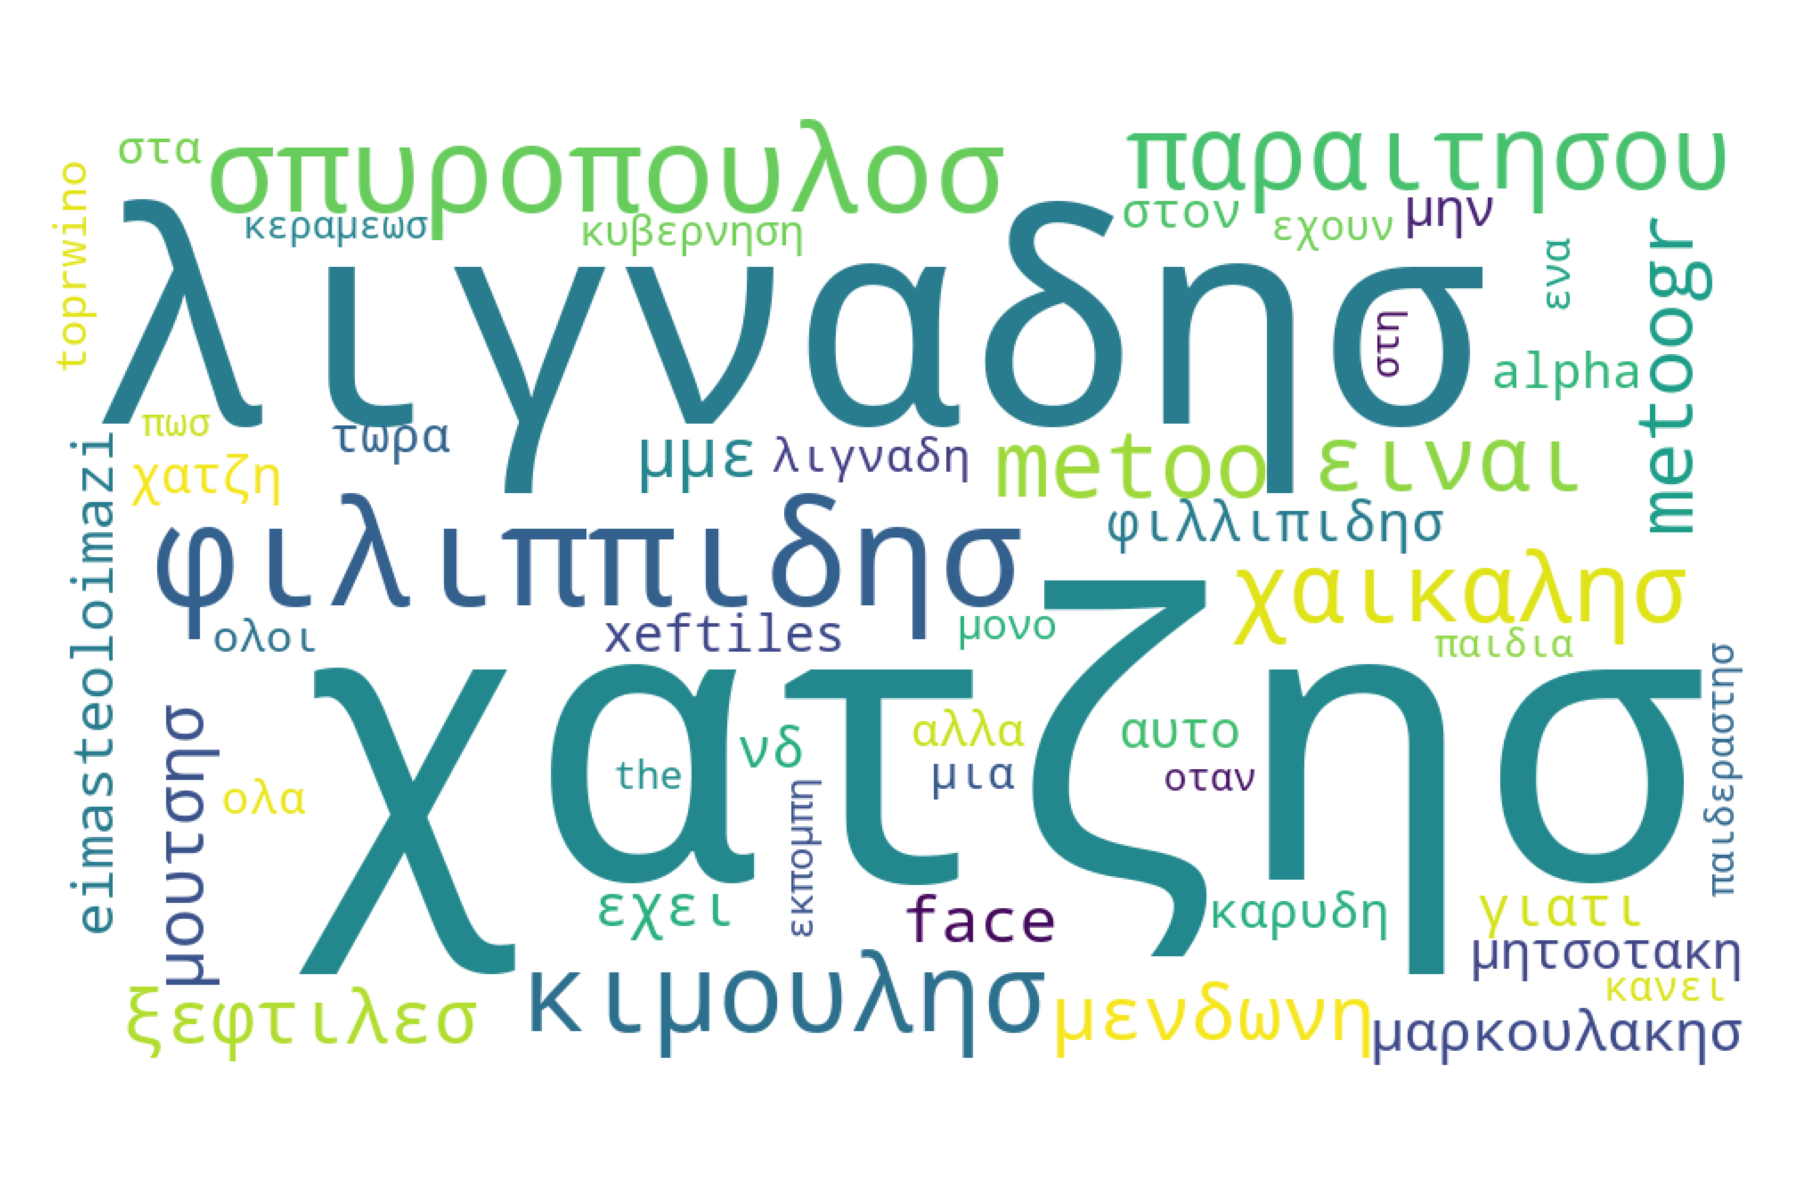 στα
σπυροπουλοσ
παραιτησου
toprwino
κεραμεωσ
κυβερνηση
στον
εχουν
μην
λιγναδησ
στη
ενα
alpha
metoogr
πωσ
τωρα
χατζη
μμε
λιγναδη
metoo
ειναι
eimasteoloimazi
φιλιππιδησ
φιλλιπιδησ
χαικαλησ
ολοι
xeftiles
μονο
παιδια
χατζησ
μουτσησ
ολα
the
νδ
αλλα
μια
αυτο
οταν
παιδεραστησ
εκπομπη
εχει
face
καρυδη
γιατι
μητσοτακη
ξεφτιλεσ
κιμουλησ
μενδωνη
κανει
μαρκουλακησ